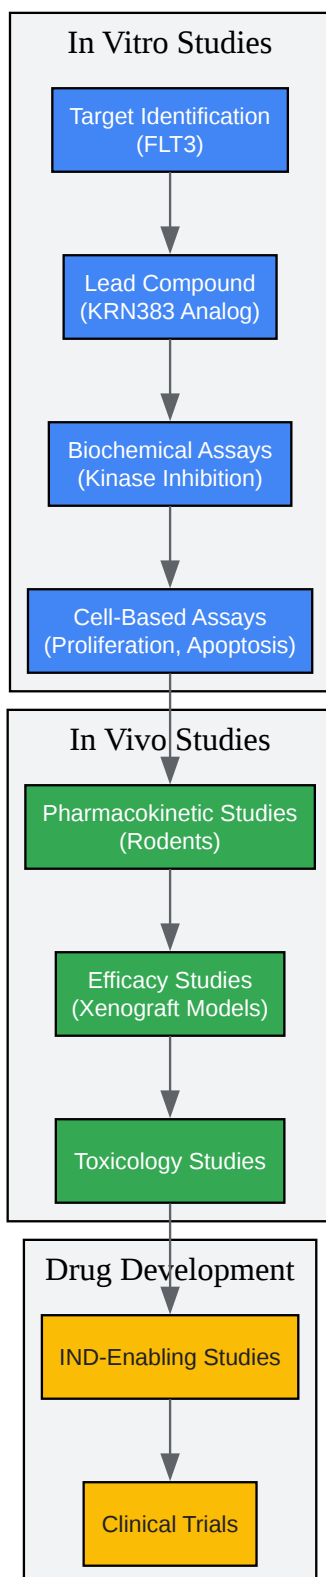 In Vitro Studies
Target Identification
(FLT3)
Lead Compound
(KRN383 Analog)
Biochemical Assays
(Kinase Inhibition)
Cell-Based Assays
(Proliferation, Apoptosis)
In Vivo Studies
Pharmacokinetic Studies
(Rodents)
Efficacy Studies
(Xenograft Models)
Toxicology Studies
Drug Development
IND-Enabling Studies
Clinical Trials